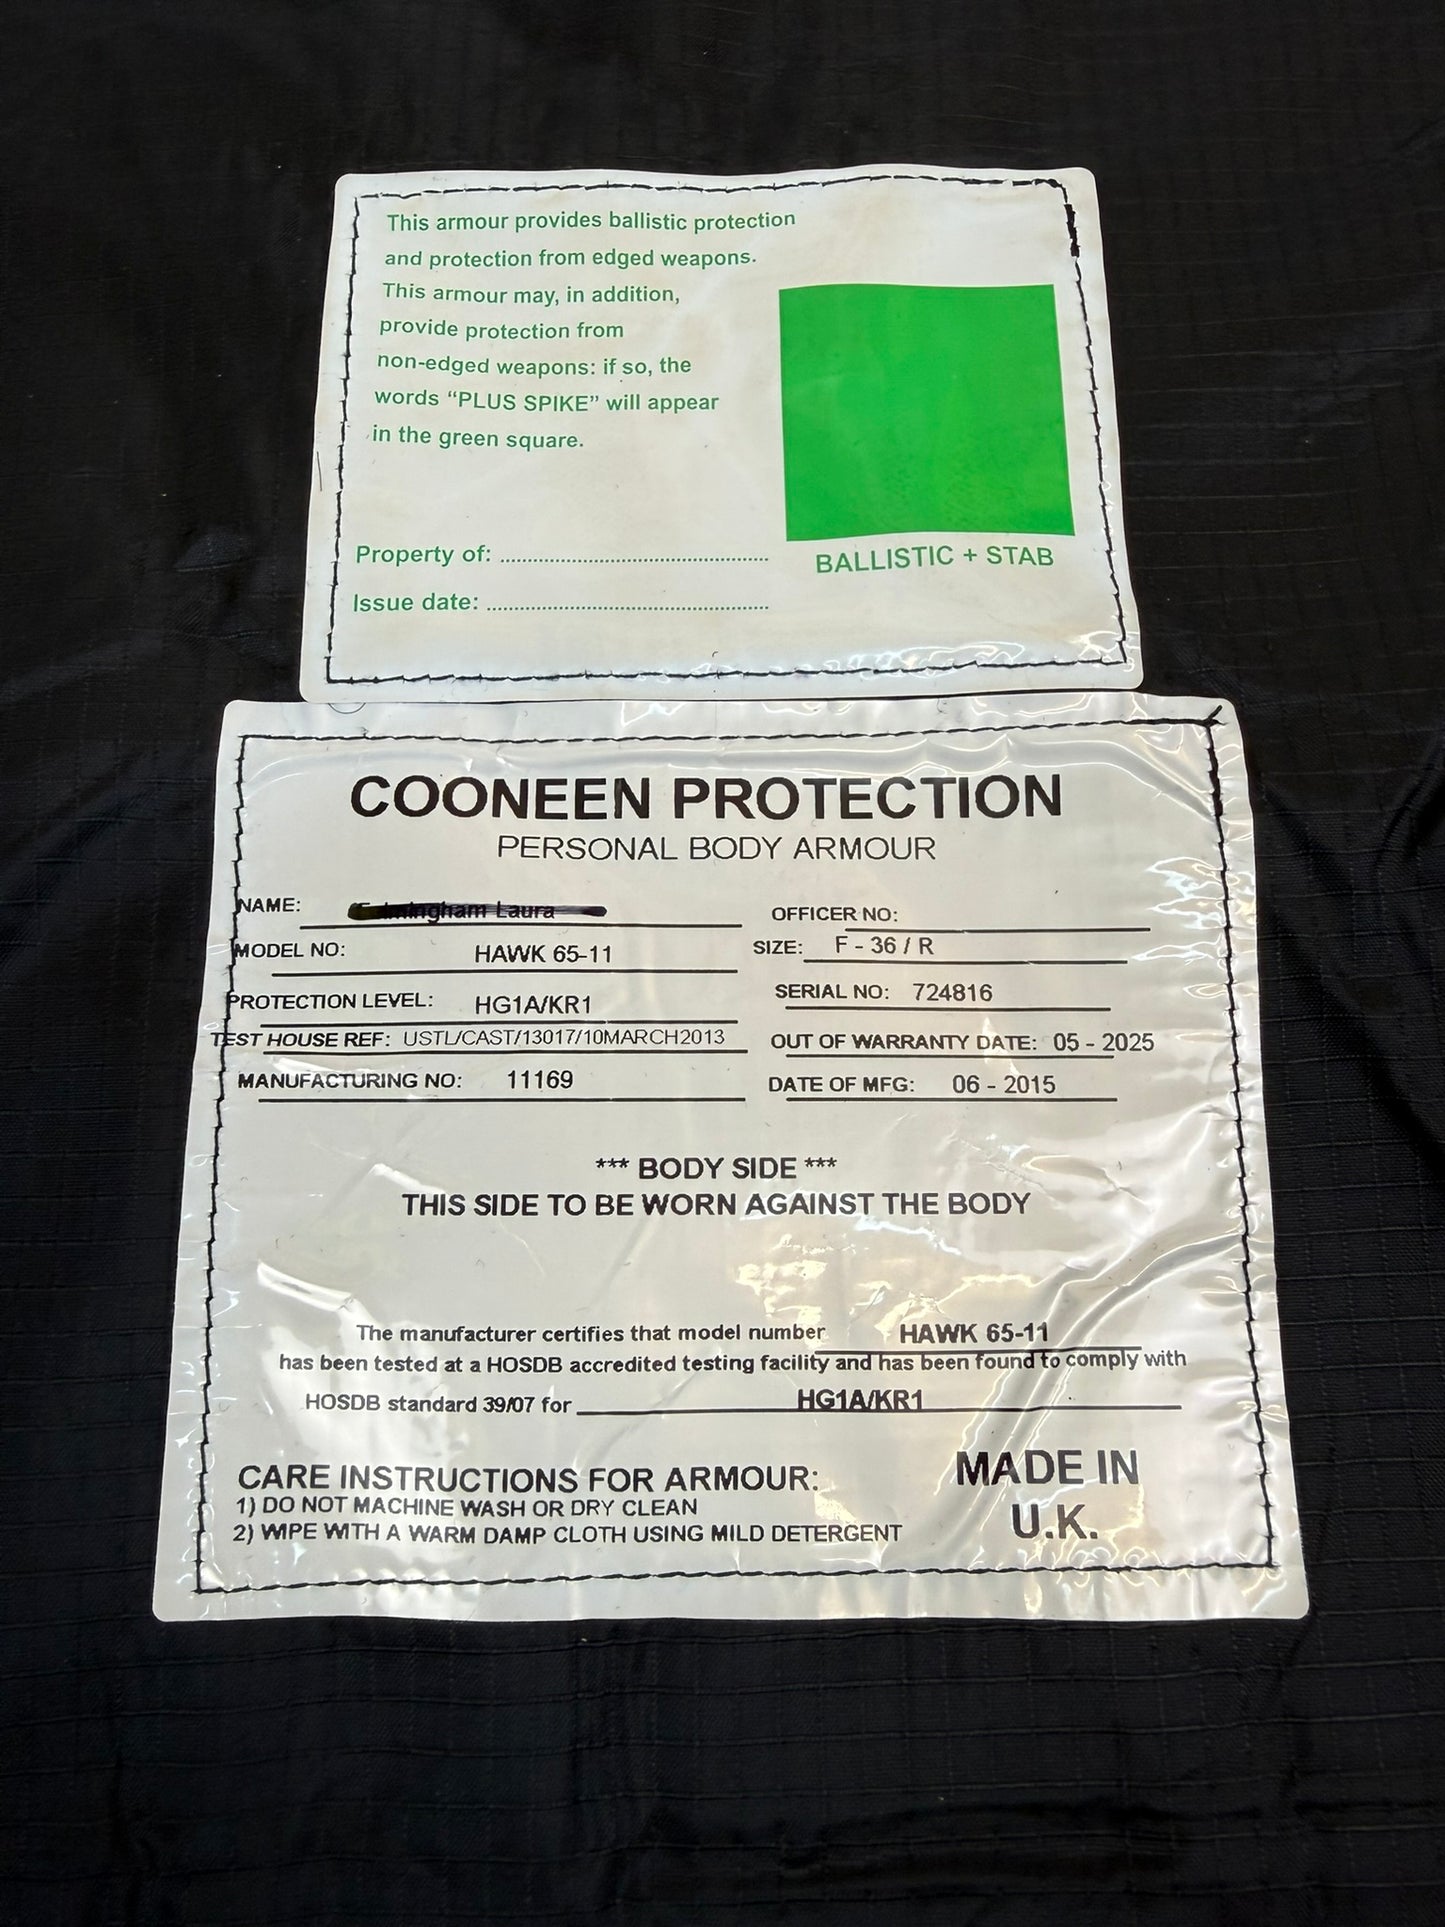 This armour provides ballistic protection
and protection from edged weapons.
This armour may, in addition,
provide protection from
non-edged weapons: if so, the
words “PLUS SPIKE” will appear
in the green square.
BALLISTIC + STAB
Property of: ................................................
Issue date: ................................................
COONEEN PROTECTION
PERSONAL BODY ARMOUR
NAME:
OFFICER NO:
MODEL NO: HAWK 65-11
SIZE: F - 36 / R
PROTECTION LEVEL: HG1A/KR1
SERIAL NO: 724816
TEST HOUSE REF: USTL/CAST/13017/10MARCH2013
OUT OF WARRANTY DATE: 05 - 2025
MANUFACTURING NO: 11169
DATE OF MFG: 06 - 2015
*** BODY SIDE ***
THIS SIDE TO BE WORN AGAINST THE BODY
The manufacturer certifies that model number HAWK 65-11
has been tested at a HOSDB accredited testing facility and has been found to comply with
HOSDB standard 39/07 for HG1A/KR1
CARE INSTRUCTIONS FOR ARMOUR:
1) DO NOT MACHINE WASH OR DRY CLEAN
2) WIPE WITH A WARM DAMP CLOTH USING MILD DETERGENT
MADE IN
U.K.